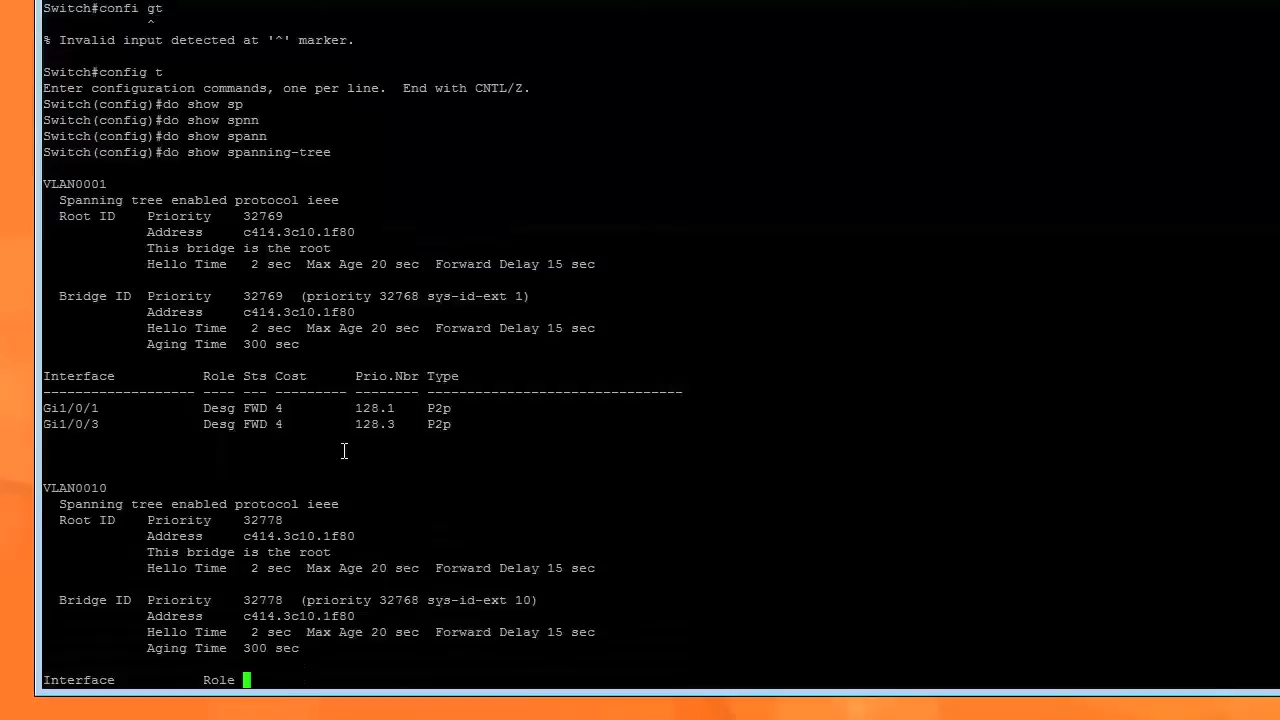 Switch#confi gt
^
% Invalid input detected at '^' marker.
Switch#config t
Enter configuration commands, one per line.  End with CNTL/Z.
Switch(config)#do show sp
Switch(config)#do show spnn
Switch(config)#do show spann
Switch(config)#do show spanning-tree
VLAN0001
  Spanning tree enabled protocol ieee
  Root ID    Priority    32769
             Address     c414.3c10.1f80
             This bridge is the root
             Hello Time   2 sec  Max Age 20 sec  Forward Delay 15 sec
  Bridge ID  Priority    32769  (priority 32768 sys-id-ext 1)
             Address     c414.3c10.1f80
             Hello Time   2 sec  Max Age 20 sec  Forward Delay 15 sec
             Aging Time  300 sec
Interface           Role Sts Cost      Prio.Nbr Type
------------------- ---- --- --------- -------- --------------------------------
Gi1/0/1             Desg FWD 4         128.1    P2p
Gi1/0/3             Desg FWD 4         128.3    P2p
VLAN0010
  Spanning tree enabled protocol ieee
  Root ID    Priority    32778
             Address     c414.3c10.1f80
             This bridge is the root
             Hello Time   2 sec  Max Age 20 sec  Forward Delay 15 sec
  Bridge ID  Priority    32778  (priority 32768 sys-id-ext 10)
             Address     c414.3c10.1f80
             Hello Time   2 sec  Max Age 20 sec  Forward Delay 15 sec
             Aging Time  300 sec
Interface           Role